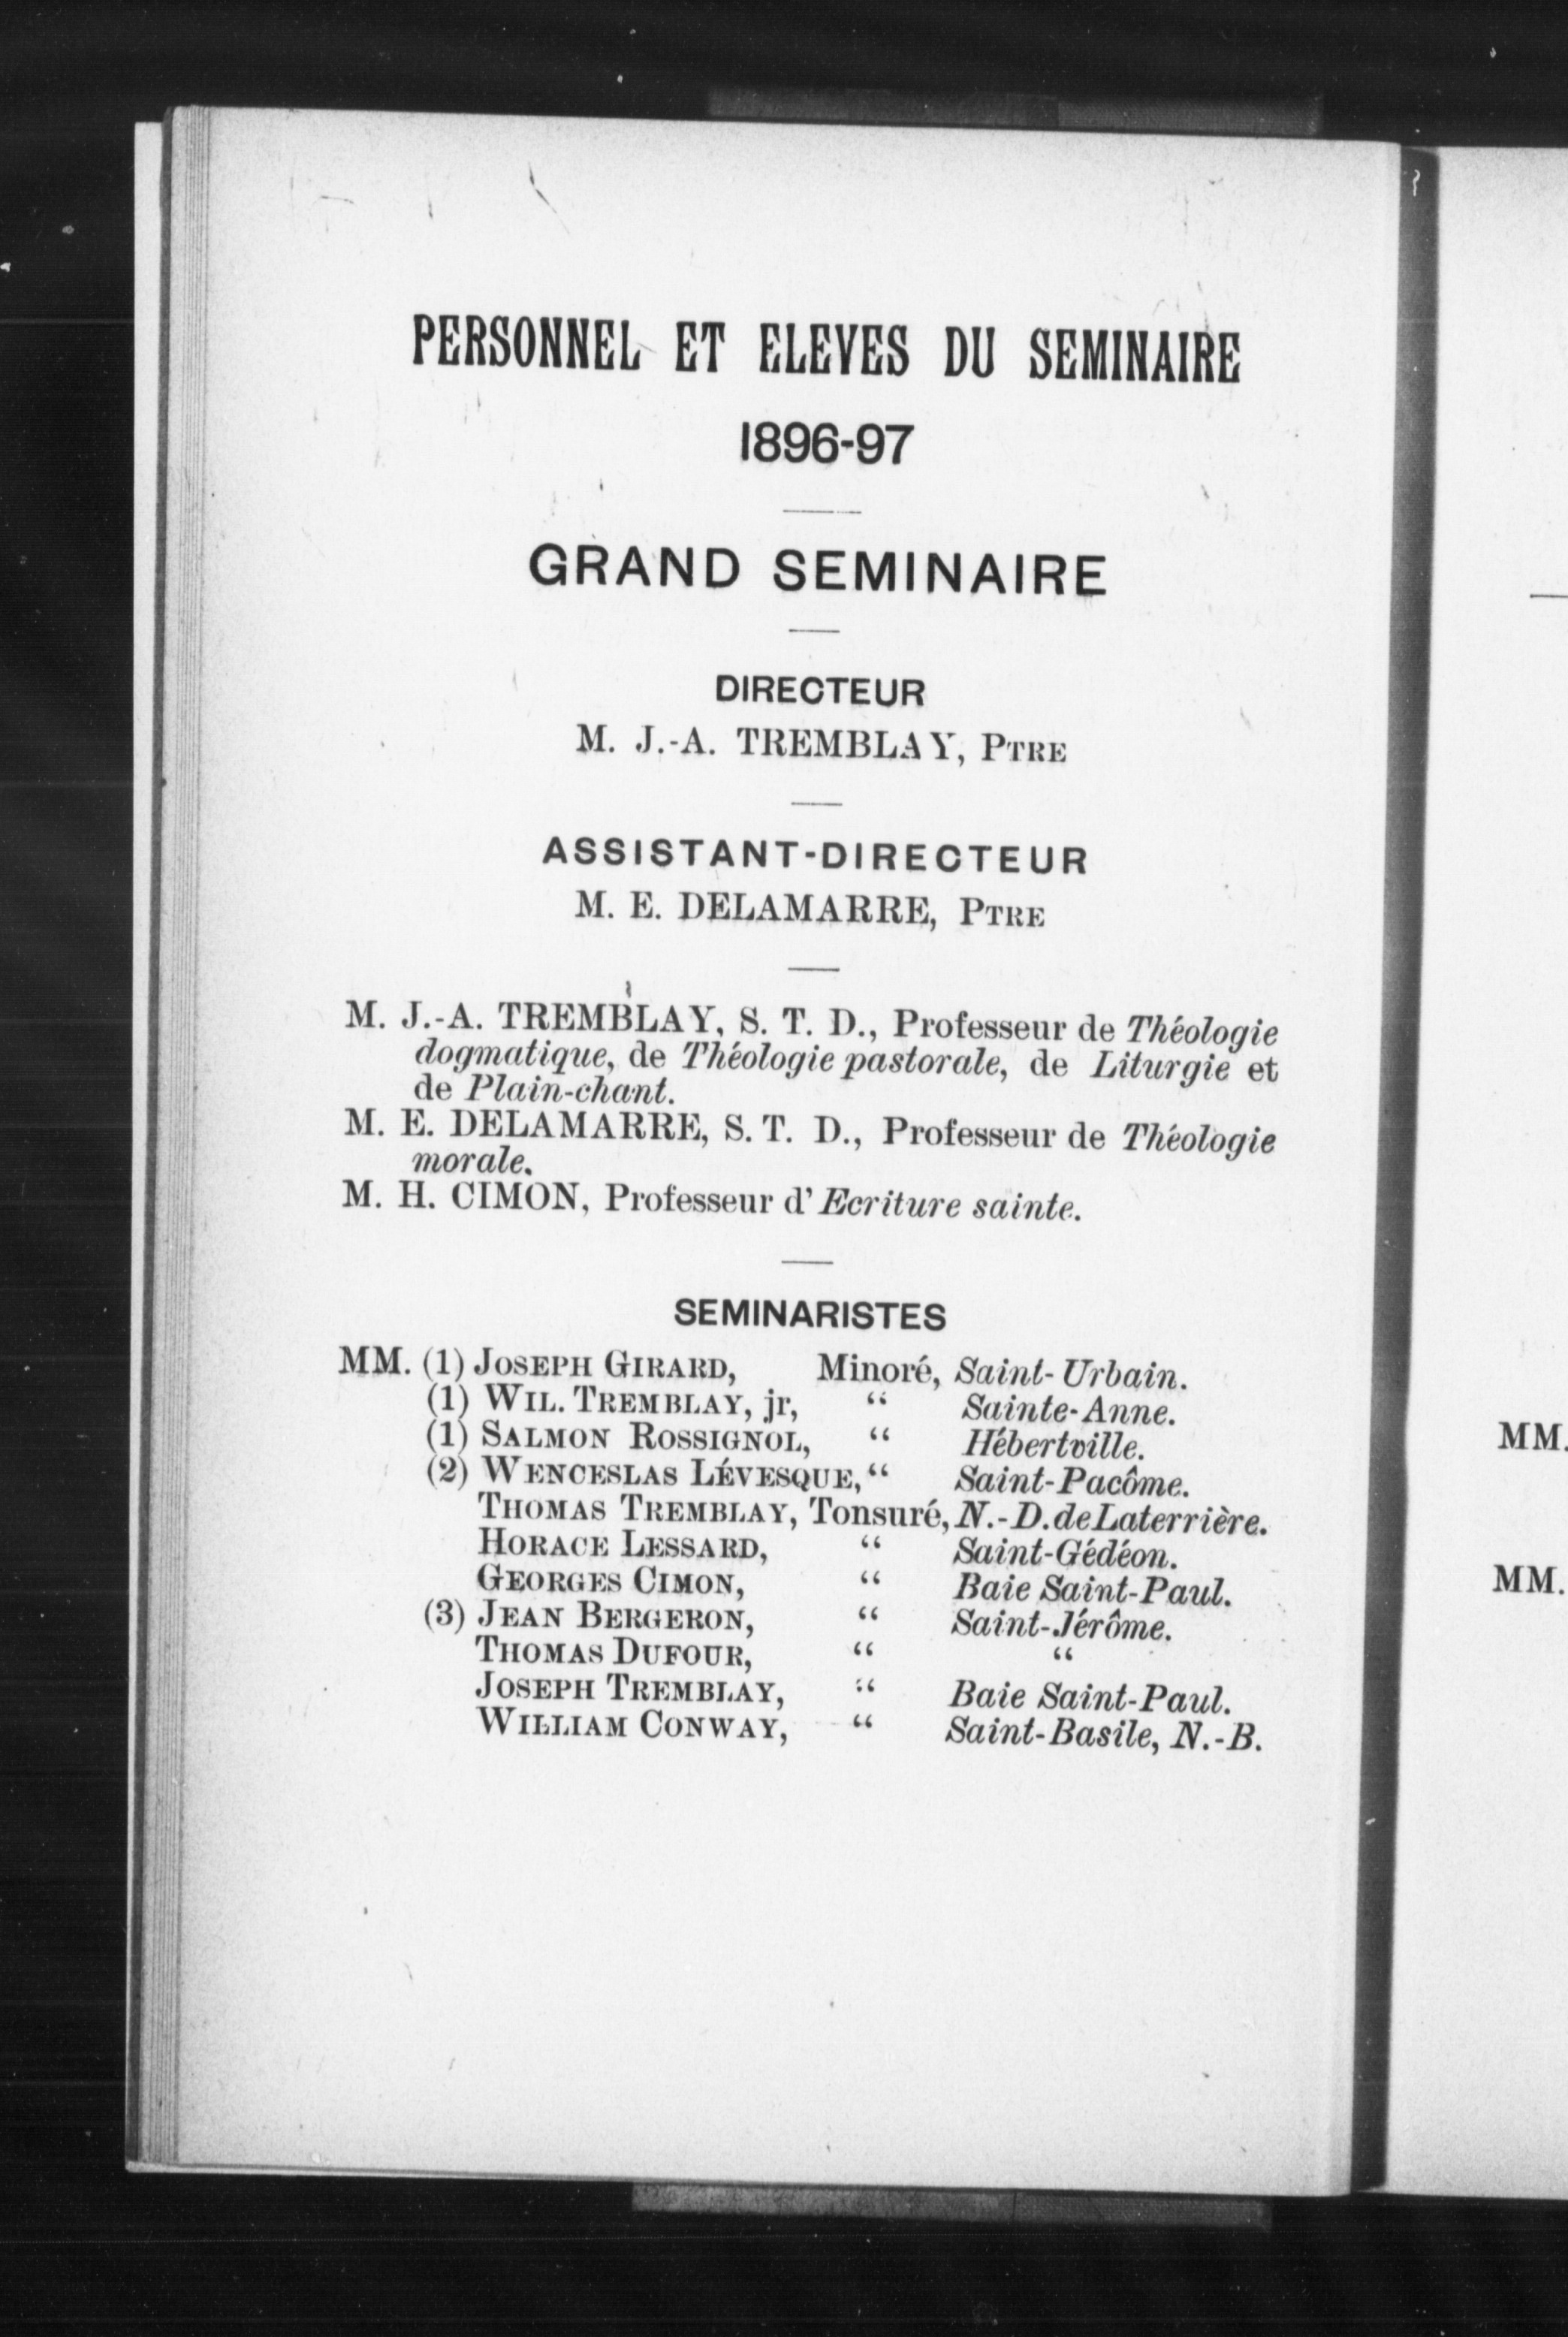 PERSONNEL ET ELEVES DU SEMINAIRE
1896-97
GRAND SEMINAIRE
DIRECTEUR
M. J.-A. TREMBLAY, PTRE
ASSISTANT-DIRECTEUR
M. E. DELAMARRE, PTRE
M. J.-A. TREMBLAY, S. T. D., Professeur de Théologie
dogmatique, de Théologie pastorale, de Liturgie et
de Plain-chant.
M. E. DELAMARRE, S. T. D., Professeur de Théologie
morale.
M. H. CIMON, Professeur d'Ecriture sainte.
SEMINARISTES
MM. (1) JOSEPH GIRARD, Minoré, Saint-Urbain.
(1) WIL. TREMBLAY, jr, “ Sainte-Anne.
(1) SALMON ROSSIGNOL, “ Hébertville.
(2) WENCESLAS LÉVESQUE, “ Saint-Pacôme.
THOMAS TREMBLAY, Tonsuré, N.-D. de Laterrière.
HORACE LESSARD, “ Saint-Gédéon.
GEORGES CIMON, “ Baie Saint-Paul.
(3) JEAN BERGERON, “ Saint-Jérôme.
THOMAS DUFOUR, “ “
JOSEPH TREMBLAY, “ Baie Saint-Paul.
WILLIAM CONWAY, “ Saint-Basile, N.-B.
MM.
MM.